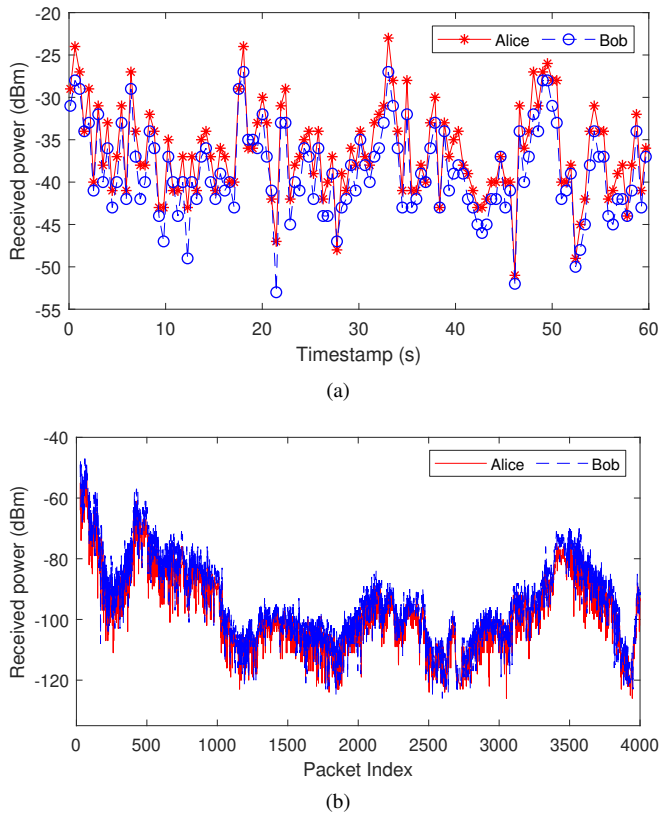 -20
-25
-30
-35
-40
-45
-50
-55
Received power (dBm)
Alice
Bob
0 10 20 30 40 50 60
Timestamp (s)
(a)
-40
-60
-80
-100
-120
Received power (dBm)
Alice
Bob
0 500 1000 1500 2000 2500 3000 3500 4000
Packet Index
(b)